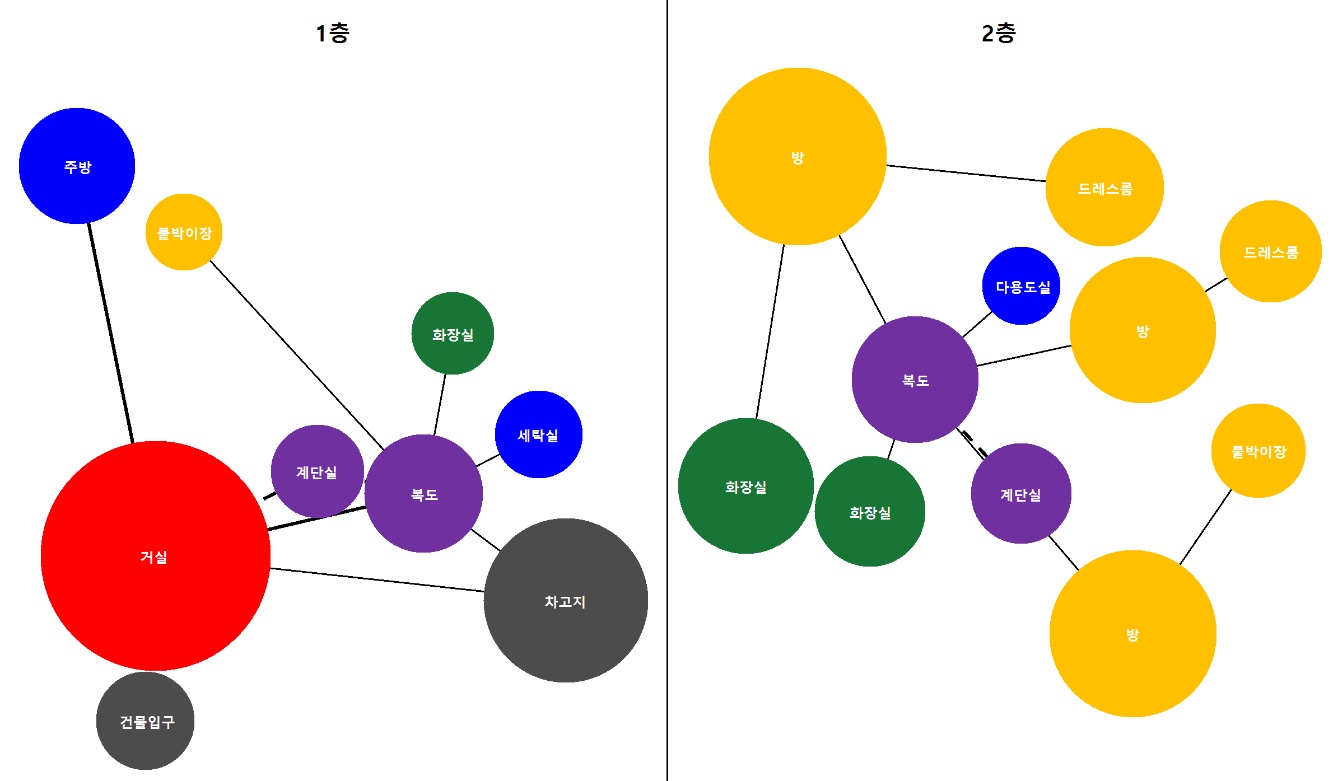 1층
주방
붙박이장
화장실
세탁실
계단실
복도
거실
차고지
건물입구
2층
방
드레스룸
드레스룸
다용도실
방
복도
화장실
화장실
계단실
붙박이장
방